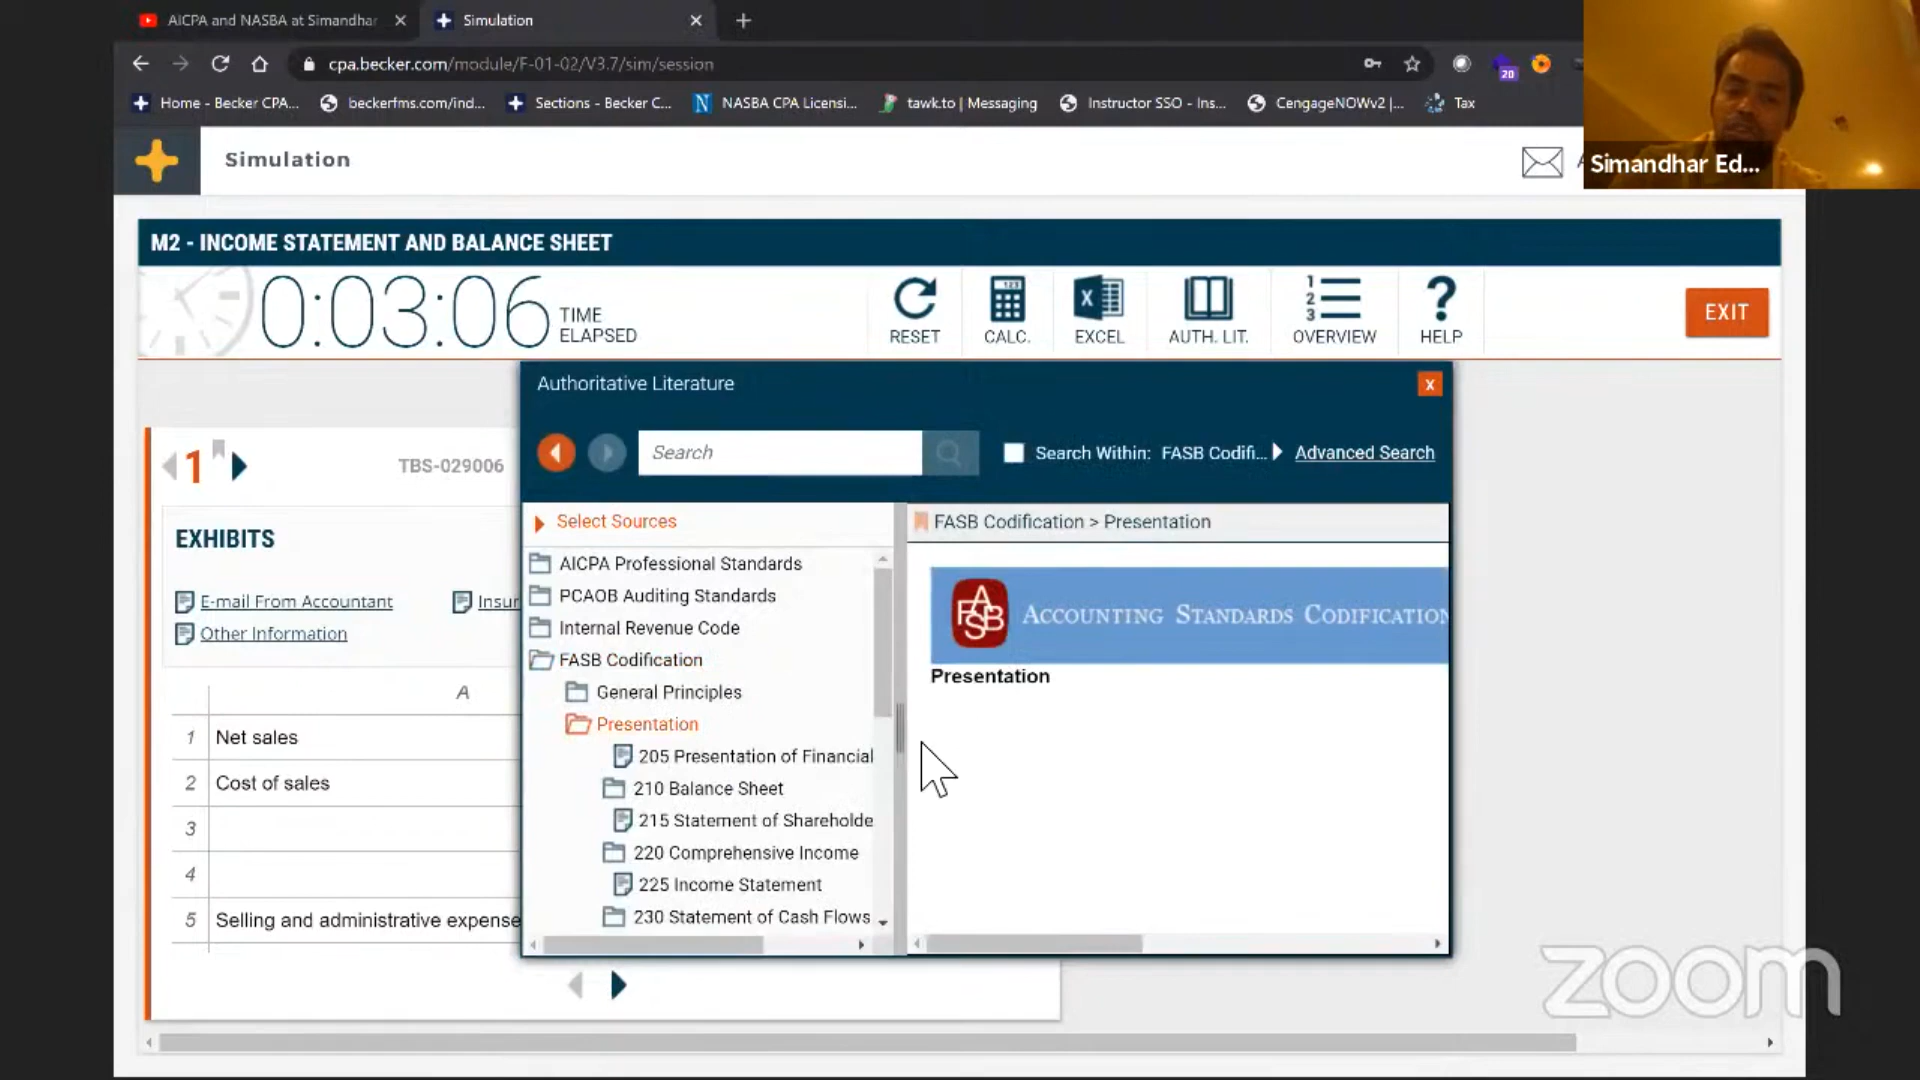 AICPA and NASBA at Simandhar
Simulation
cpa.becker.com/module/F-01-02/V3.7/sim/session
20
Home - Becker CPA...
beckerfms.com/ind...
Sections - Becker C...
NASBA CPA Licensi...
tawk.to | Messaging
Instructor SSO - Ins...
CengageNOWv2 |...
Tax
Simulation
Simandhar Ed...
M2 - INCOME STATEMENT AND BALANCE SHEET
0:03:06 TIME ELAPSED
RESET
CALC.
EXCEL
AUTH. LIT.
OVERVIEW
HELP
EXIT
Authoritative Literature
x
Search
Search Within: FASB Codifi...
Advanced Search
1
TBS-029006
EXHIBITS
E-mail From Accountant
Insur
Other Information
A
1 Net sales
2 Cost of sales
3
4
5 Selling and administrative expense
Select Sources
AICPA Professional Standards
PCAOB Auditing Standards
Internal Revenue Code
FASB Codification
General Principles
Presentation
205 Presentation of Financial
210 Balance Sheet
215 Statement of Shareholde
220 Comprehensive Income
225 Income Statement
230 Statement of Cash Flows
FASB Codification > Presentation
FASB
ACCOUNTING STANDARDS CODIFICATION
Presentation
zoom